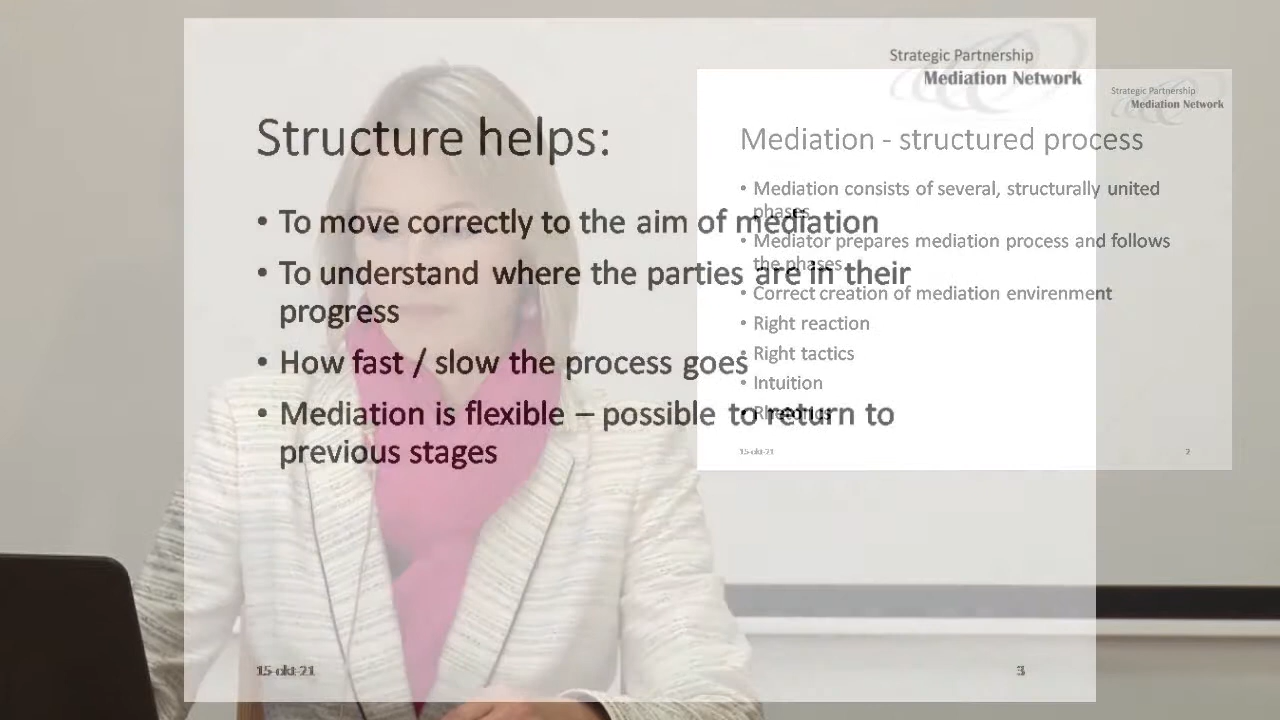 Strategic Partnership
Mediation Network
Structure helps:
• To move correctly to the aim of mediation
• To understand where the parties are in their
progress
• How fast / slow the process goes
• Mediation is flexible – possible to return to
previous stages
15-okt-21
3
Strategic Partnership
Mediation Network
Mediation - structured process
• Mediation consists of several, structurally united
phases
• Mediator prepares mediation process and follows
the phases
• Correct creation of mediation envirenment
• Right reaction
• Right tactics
• Intuition
• Rhetorics
15-okt-21
2